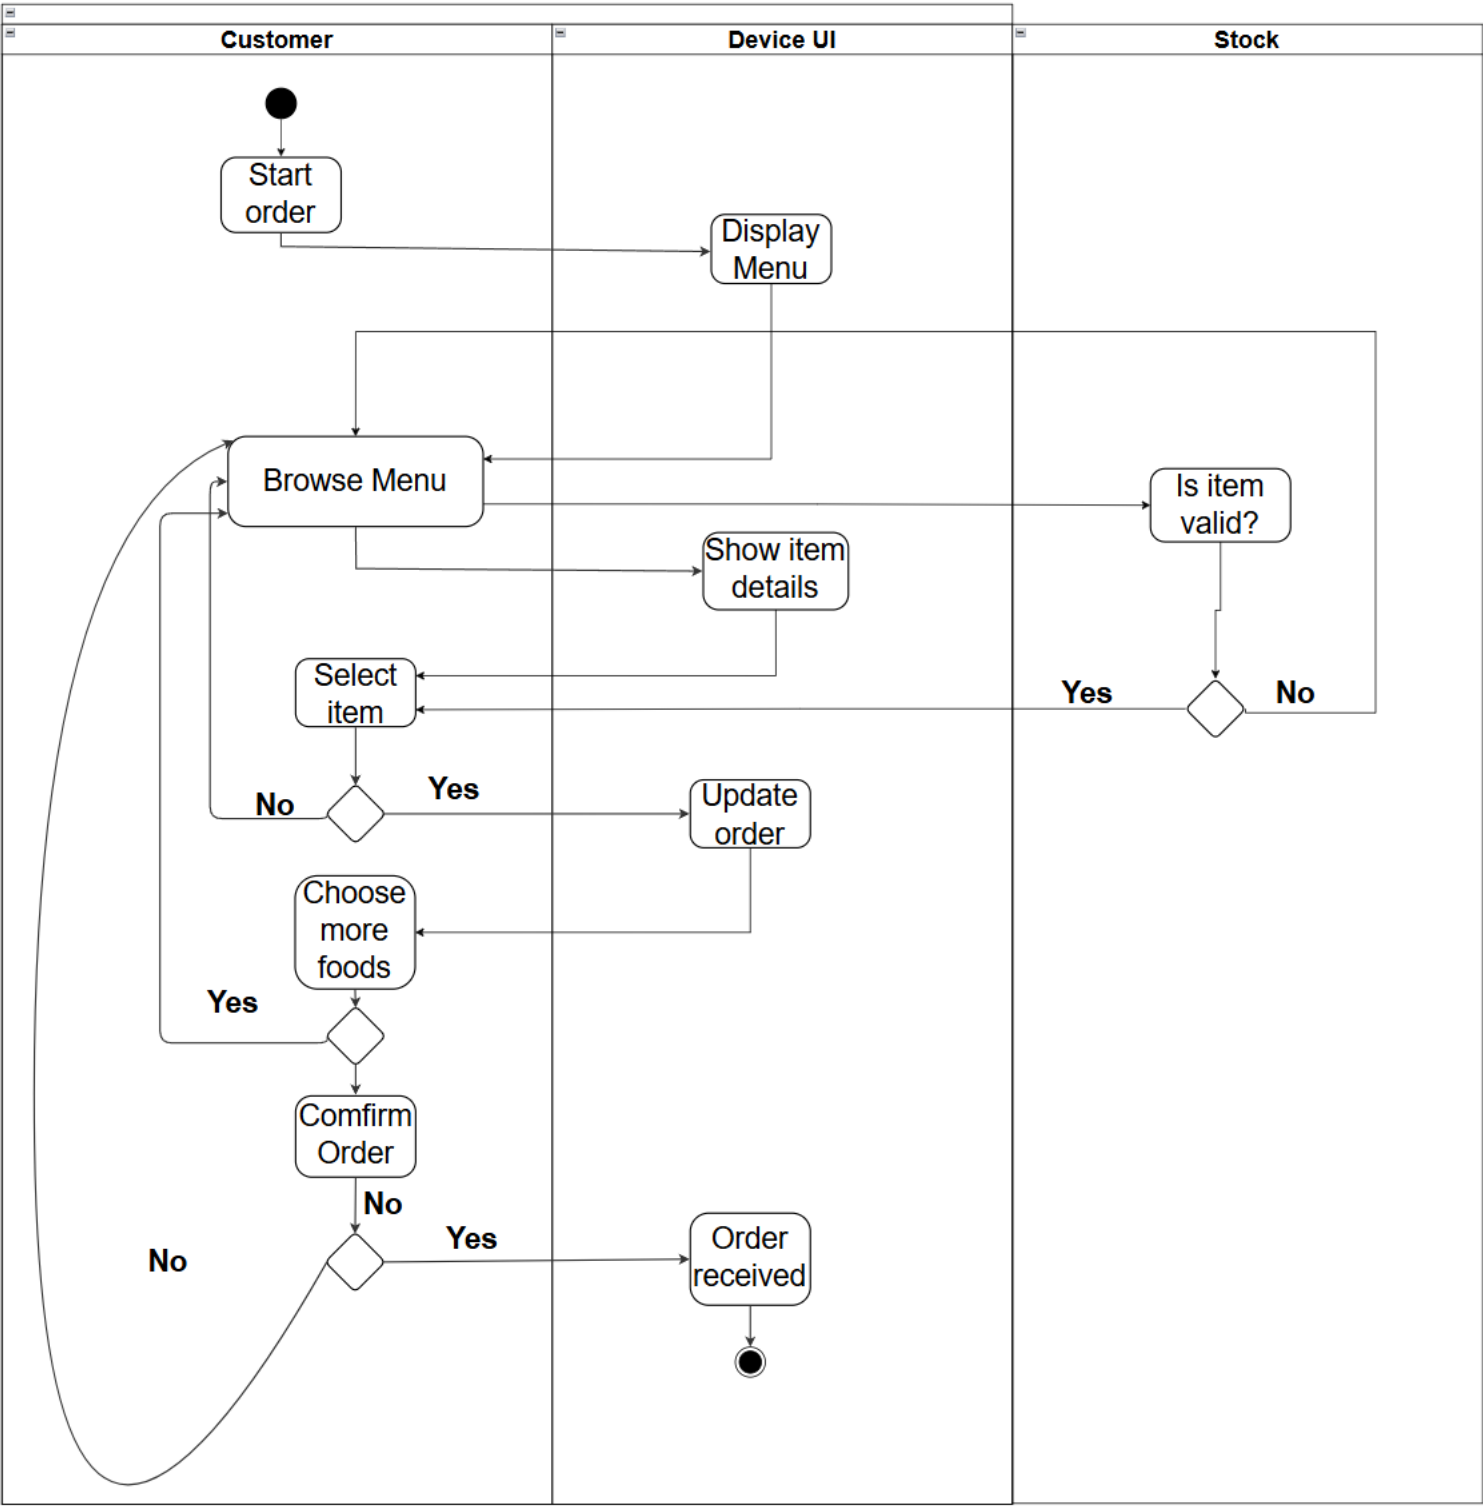 Customer
Device UI
Stock
Start
order
Display
Menu
Browse Menu
Is item
valid?
Show item
details
Select
item
Yes
No
No
Yes
Update
order
Choose
more
foods
Yes
Comfirm
Order
No
Yes
No
Order
received